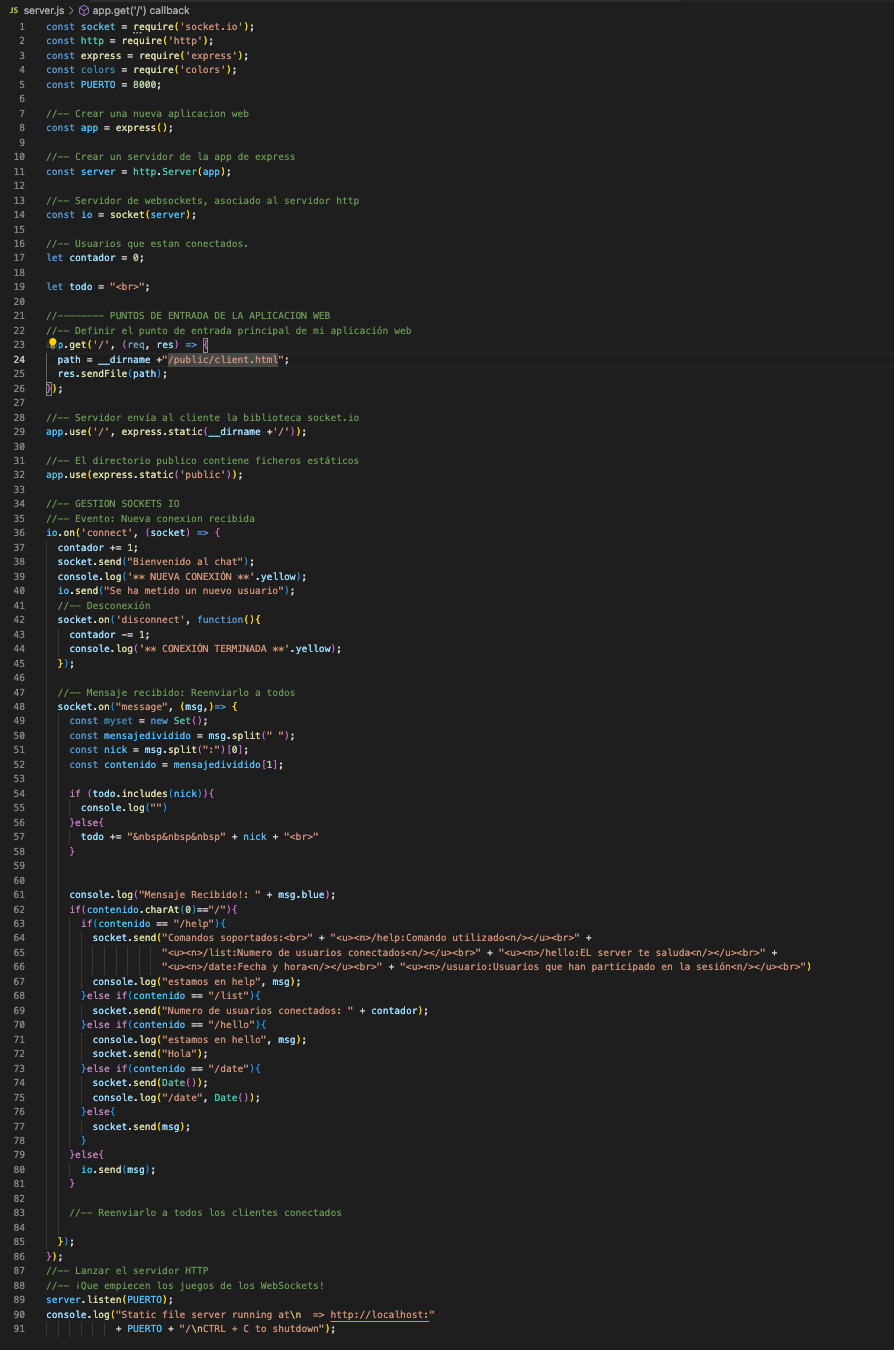 JS server.js > app.get('/') callback
1 const socket = require('socket.io');
2 const http = require('http');
3 const express = require('express');
4 const colors = require('colors');
5 const PUERTO = 8000;
6
7 //-- Crear una nueva aplicacion web
8 const app = express();
9
10 //-- Crear un servidor de la app de express
11 const server = http.Server(app);
12
13 //-- Servidor de websockets, asociado al servidor http
14 const io = socket(server);
15
16 //-- Usuarios que estan conectados.
17 let contador = 0;
18
19 let todo = "<br>";
20
21 //-------- PUNTOS DE ENTRADA DE LA APLICACION WEB
22 //-- Definir el punto de entrada principal de mi aplicación web
23 app.get('/', (req, res) => {
24 path = __dirname +"/public/client.html";
25 res.sendFile(path);
26 });
27
28 //-- Servidor envía al cliente la biblioteca socket.io
29 app.use('/', express.static(__dirname +'/'));
30
31 //-- El directorio publico contiene ficheros estáticos
32 app.use(express.static('public'));
33
34 //-- GESTION SOCKETS IO
35 //-- Evento: Nueva conexion recibida
36 io.on('connect', (socket) => {
37 contador += 1;
38 socket.send("Bienvenido al chat");
39 console.log('** NUEVA CONEXIÓN **'.yellow);
40 io.send("Se ha metido un nuevo usuario");
41 //-- Desconexión
42 socket.on('disconnect', function(){
43 contador -= 1;
44 console.log('** CONEXIÓN TERMINADA **'.yellow);
45 });
46
47 //-- Mensaje recibido: Reenviarlo a todos
48 socket.on("message", (msg,)=> {
49 const myset = new Set();
50 const mensajedividido = msg.split(" ");
51 const nick = msg.split(":")[0];
52 const contenido = mensajedividido[1];
53
54 if (todo.includes(nick)){
55 console.log("")
56 }else{
57 todo += "&nbsp&nbsp&nbsp" + nick + "<br>"
58 }
59
60
61 console.log("Mensaje Recibido!: " + msg.blue);
62 if(contenido.charAt(0)=="/"){
63 if(contenido == "/help"){
64 socket.send("Comandos soportados:<br>" + "<u><n>/help:Comando utilizado<n/></u><br>" +
65 "<u><n>/list:Numero de usuarios conectados<n/></u><br>" + "<u><n>/hello:EL server te saluda<n/></u><br>" +
66 "<u><n>/date:Fecha y hora<n/></u><br>" + "<u><n>/usuario:Usuarios que han participado en la sesión<n/></u><br>")
67 console.log("estamos en help", msg);
68 }else if(contenido == "/list"){
69 socket.send("Numero de usuarios conectados: " + contador);
70 }else if(contenido == "/hello"){
71 console.log("estamos en hello", msg);
72 socket.send("Hola");
73 }else if(contenido == "/date"){
74 socket.send(Date());
75 console.log("/date", Date());
76 }else{
77 socket.send(msg);
78 }
79 }else{
80 io.send(msg);
81 }
82
83 //-- Reenviarlo a todos los clientes conectados
84
85 });
86 });
87 //-- Lanzar el servidor HTTP
88 //-- ¡Que empiecen los juegos de los WebSockets!
89 server.listen(PUERTO);
90 console.log("Static file server running at\n  => http://localhost:"
91 + PUERTO + "/\nCTRL + C to shutdown");